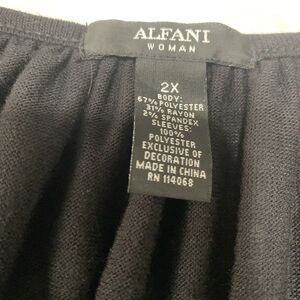 ALFANI
WOMAN
2X
BODY:
67% POLYESTER
31% RAYON
2% SPANDEX
SLEEVES:
100%
POLYESTER
EXCLUSIVE OF
DECORATION
MADE IN CHINA
RN 114068